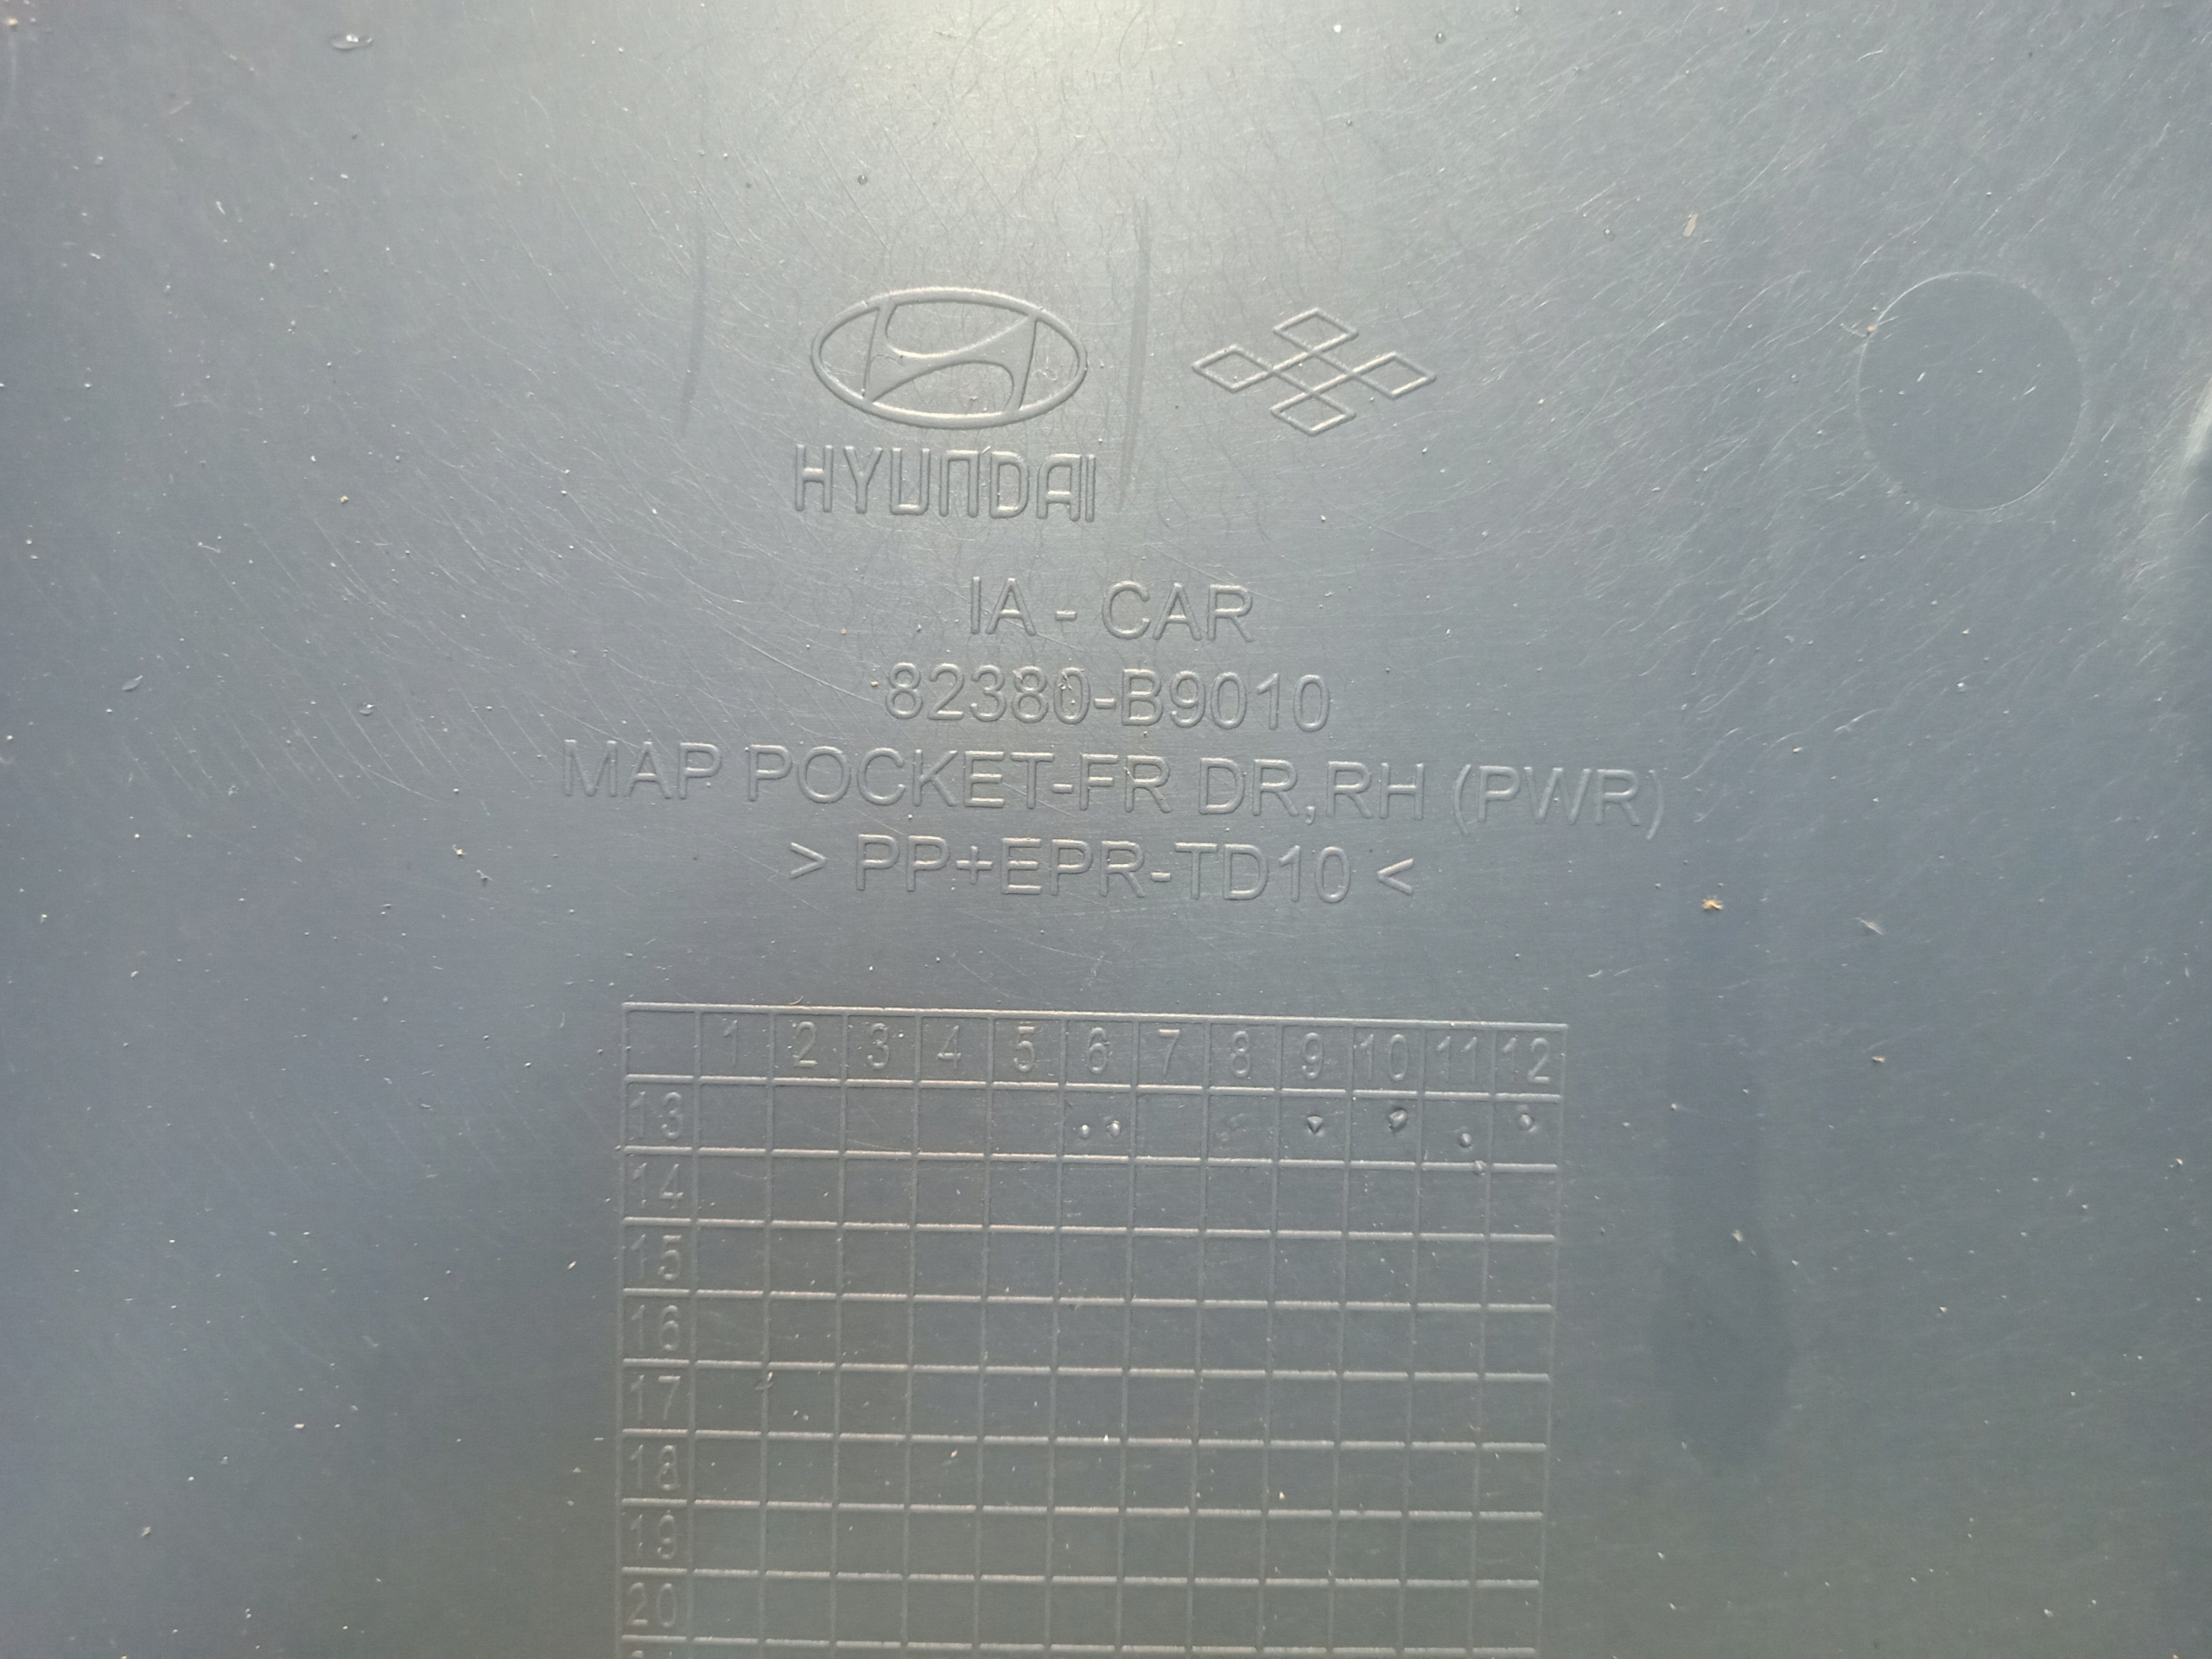 HYUNDAI
IA - CAR
82380-B9010
MAP POCKET-FR DR,RH (PWR)
> PP+EPR-TD10 <
1 2 3 4 5 6 7 8 9 10 11 12
13
14
15
16
17
18
19
20